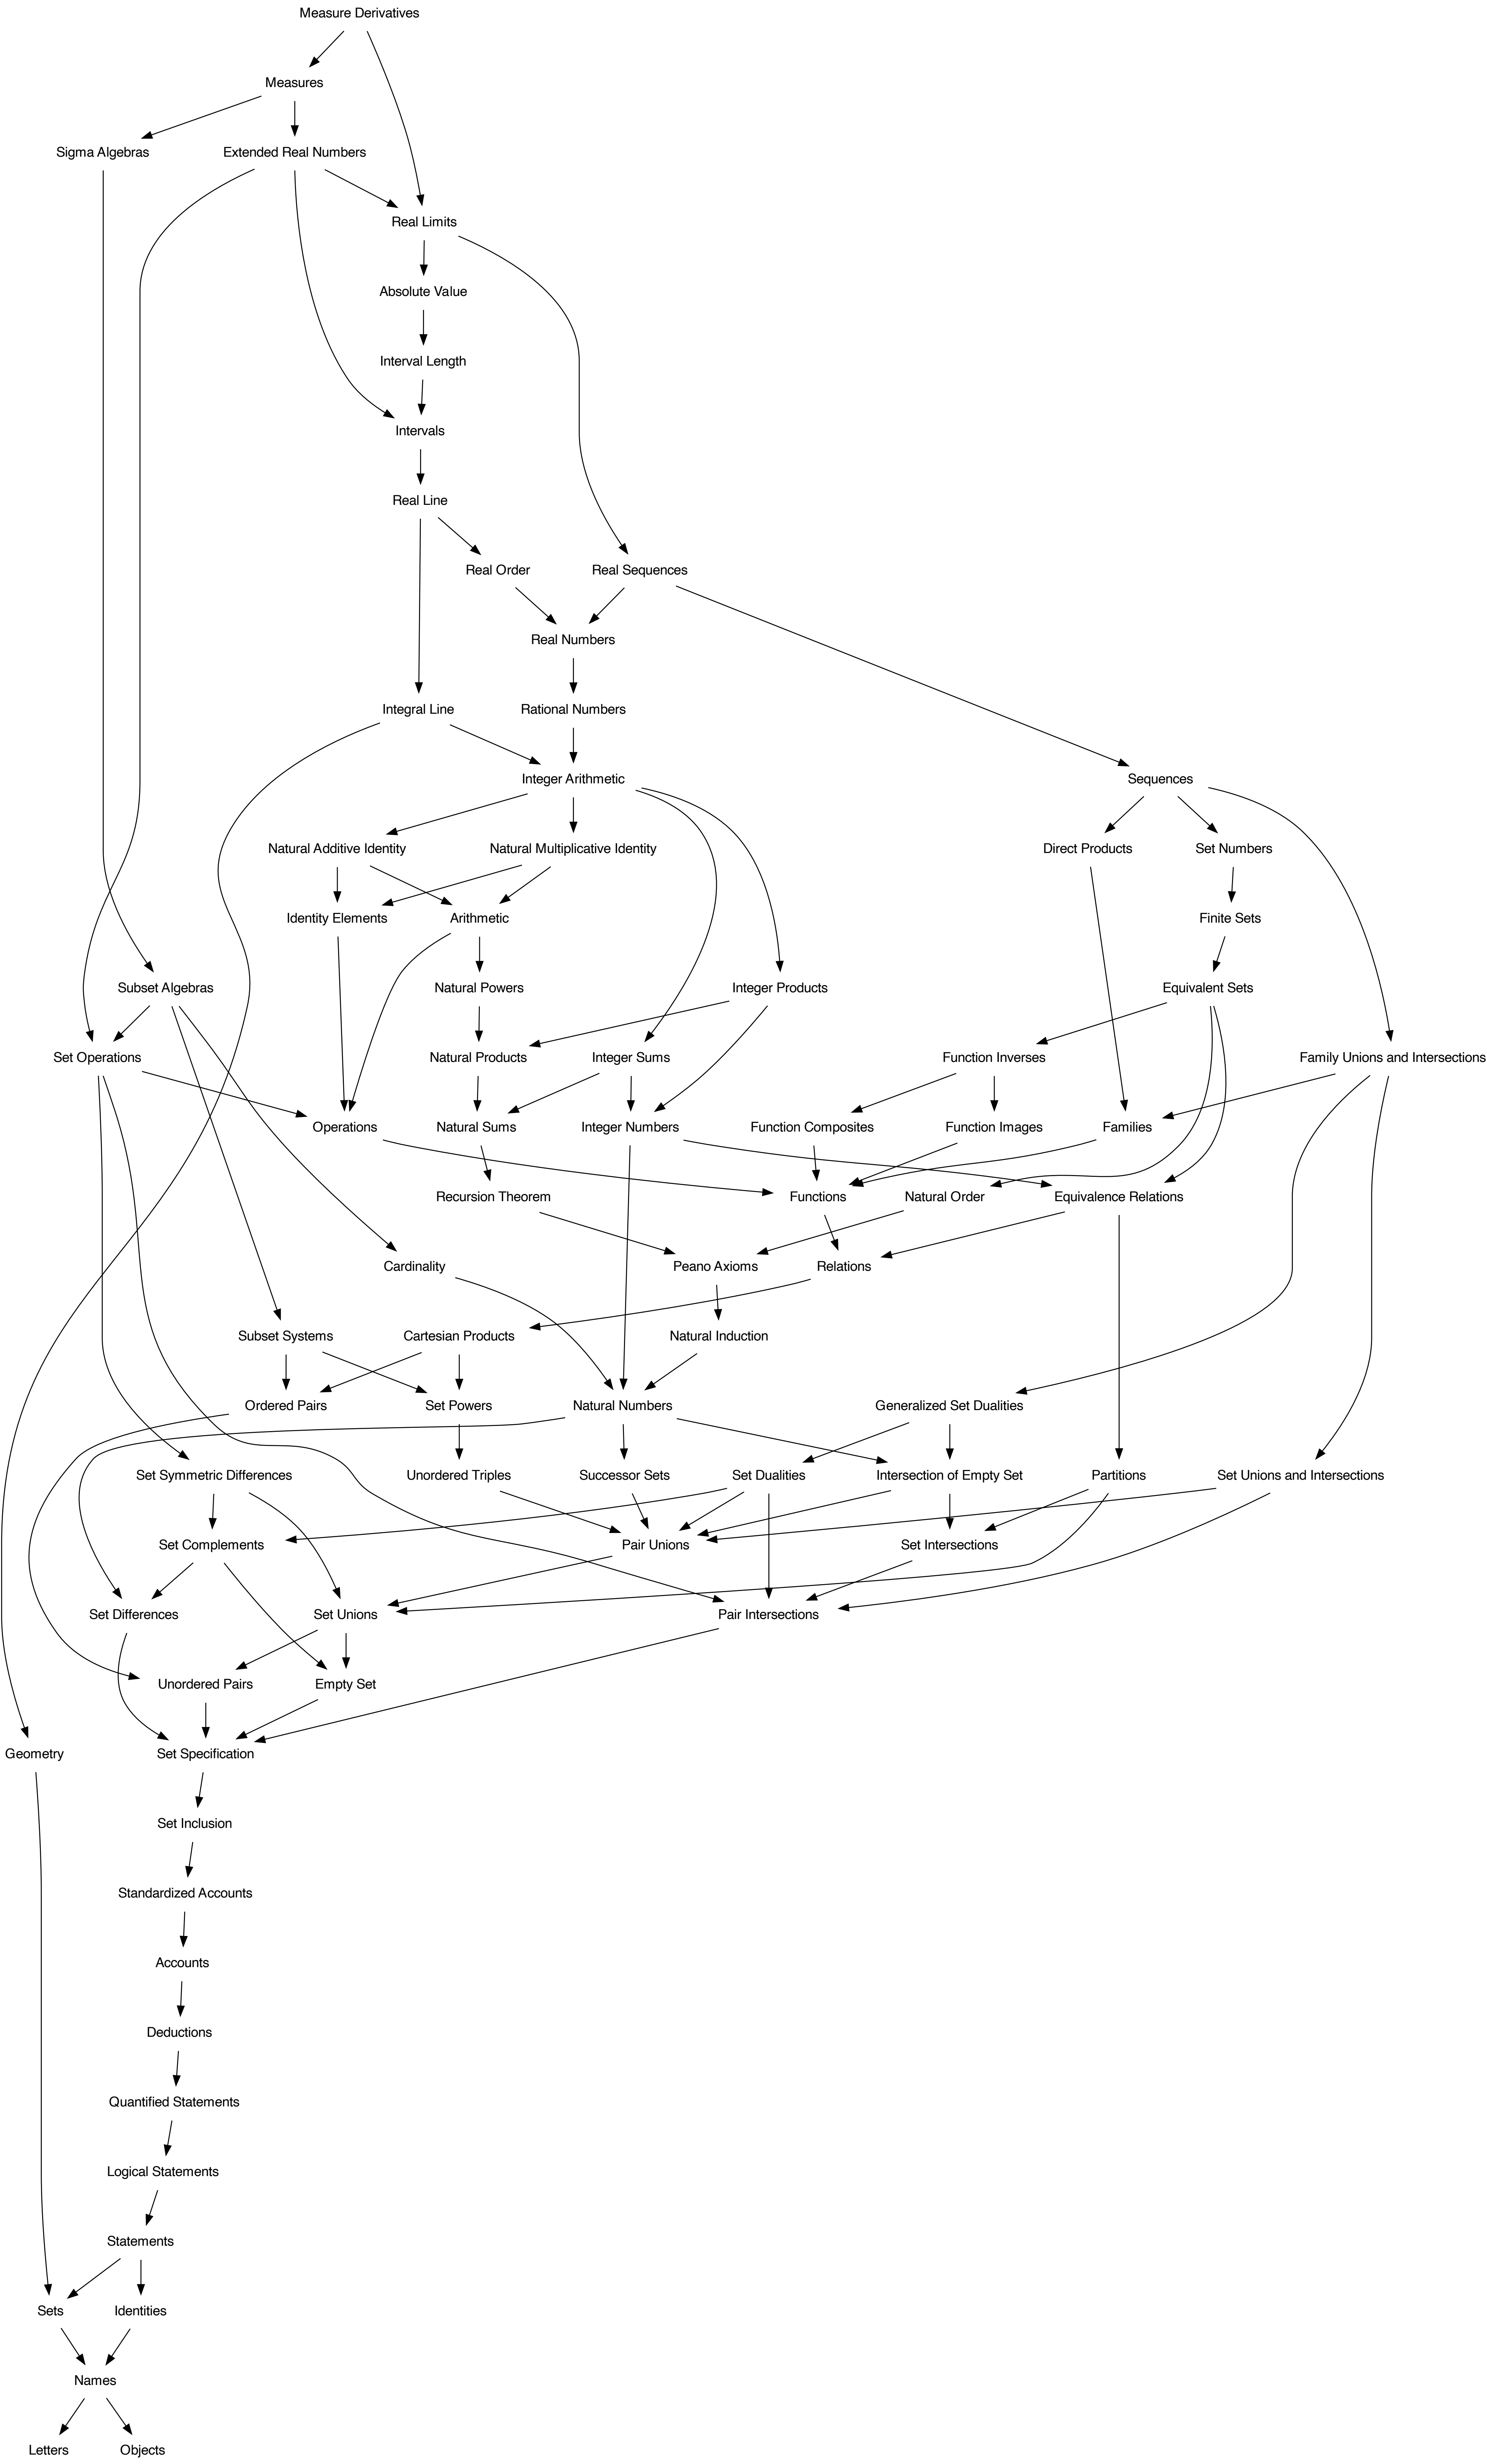 Measure Derivatives
Measures
Sigma Algebras
Extended Real Numbers
Real Limits
Absolute Value
Interval Length
Intervals
Real Line
Real Order
Real Sequences
Real Numbers
Integral Line
Rational Numbers
Integer Arithmetic
Sequences
Natural Additive Identity
Natural Multiplicative Identity
Direct Products
Set Numbers
Identity Elements
Arithmetic
Finite Sets
Subset Algebras
Natural Powers
Integer Products
Equivalent Sets
Set Operations
Natural Products
Integer Sums
Function Inverses
Family Unions and Intersections
Operations
Natural Sums
Integer Numbers
Function Composites
Function Images
Families
Recursion Theorem
Functions
Natural Order
Equivalence Relations
Cardinality
Peano Axioms
Relations
Subset Systems
Cartesian Products
Natural Induction
Ordered Pairs
Set Powers
Natural Numbers
Generalized Set Dualities
Set Symmetric Differences
Unordered Triples
Successor Sets
Set Dualities
Intersection of Empty Set
Partitions
Set Unions and Intersections
Set Complements
Pair Unions
Set Intersections
Set Differences
Set Unions
Pair Intersections
Unordered Pairs
Empty Set
Geometry
Set Specification
Set Inclusion
Standardized Accounts
Accounts
Deductions
Quantified Statements
Logical Statements
Statements
Sets
Identities
Names
Letters
Objects